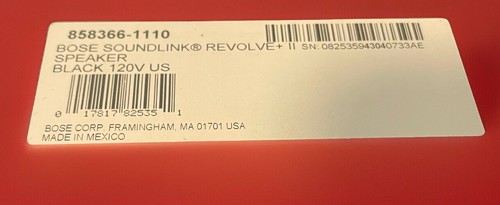 858366-1110
BOSE SOUNDLINK® REVOLVE+ II SN: 082535943040733AE
SPEAKER
BLACK 120V US
0 17817 82535 1
BOSE CORP. FRAMINGHAM, MA 01701 USA
MADE IN MEXICO